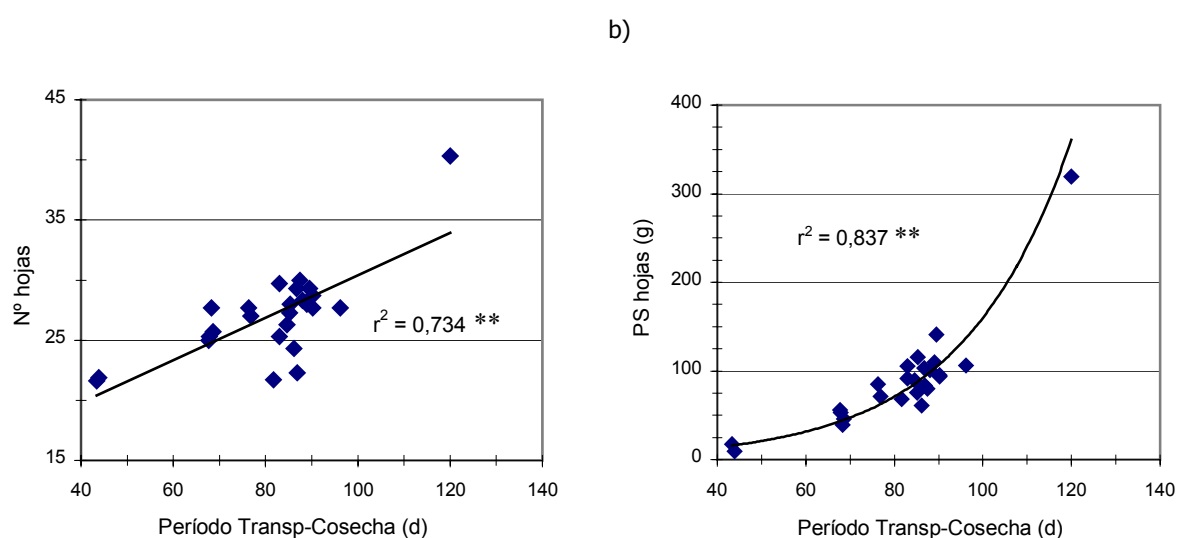 b)
45
35
25
15
Nº hojas
r² = 0,734 **
40 60 80 100 120 140
Período Transp-Cosecha (d)
400
300
200
100
0
PS hojas (g)
r² = 0,837 **
40 60 80 100 120 140
Período Transp-Cosecha (d)